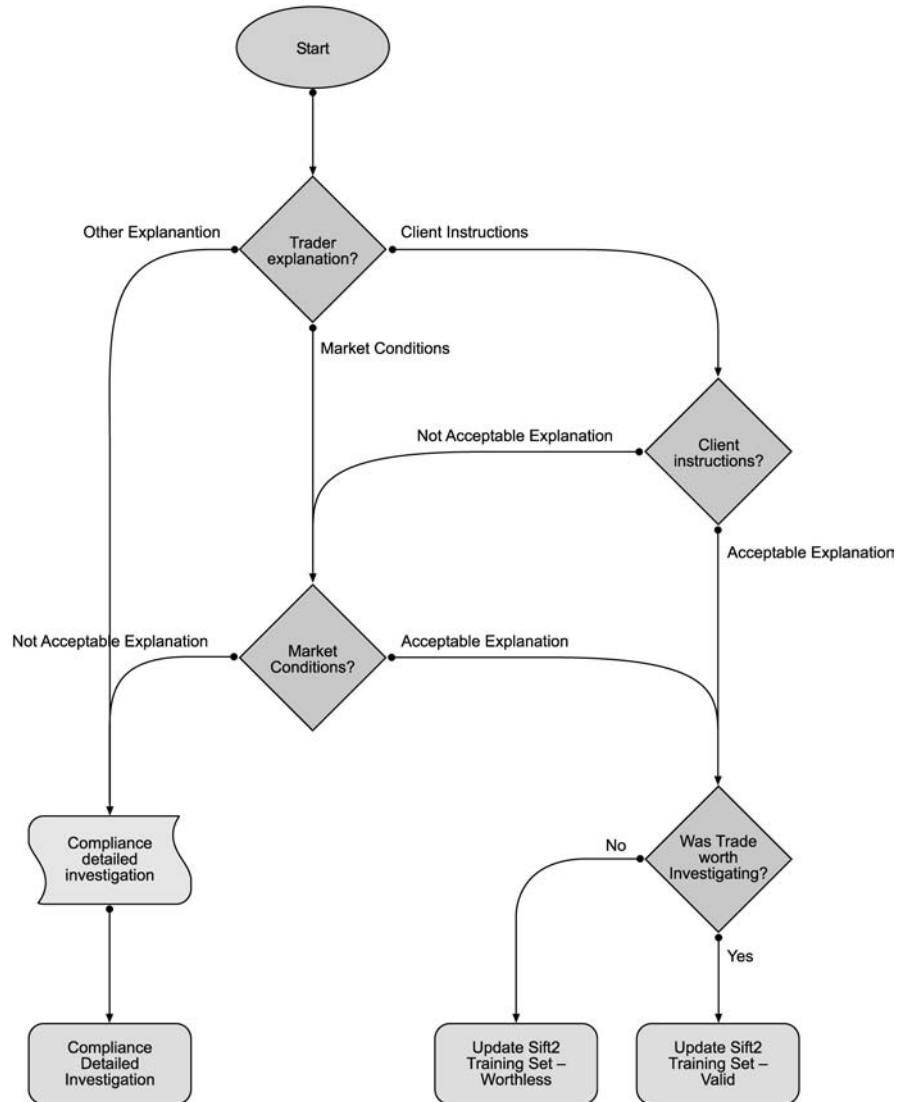 Start
Other Explanantion
Trader
explanation?
Client Instructions
Market Conditions
Not Acceptable Explanation
Client
instructions?
Acceptable Explanation
Not Acceptable Explanation
Market
Conditions?
Acceptable Explanation
Compliance
detailed
investigation
No
Was Trade
worth
Investigating?
Yes
Compliance
Detailed
Investigation
Update Sift2
Training Set –
Worthless
Update Sift2
Training Set –
Valid